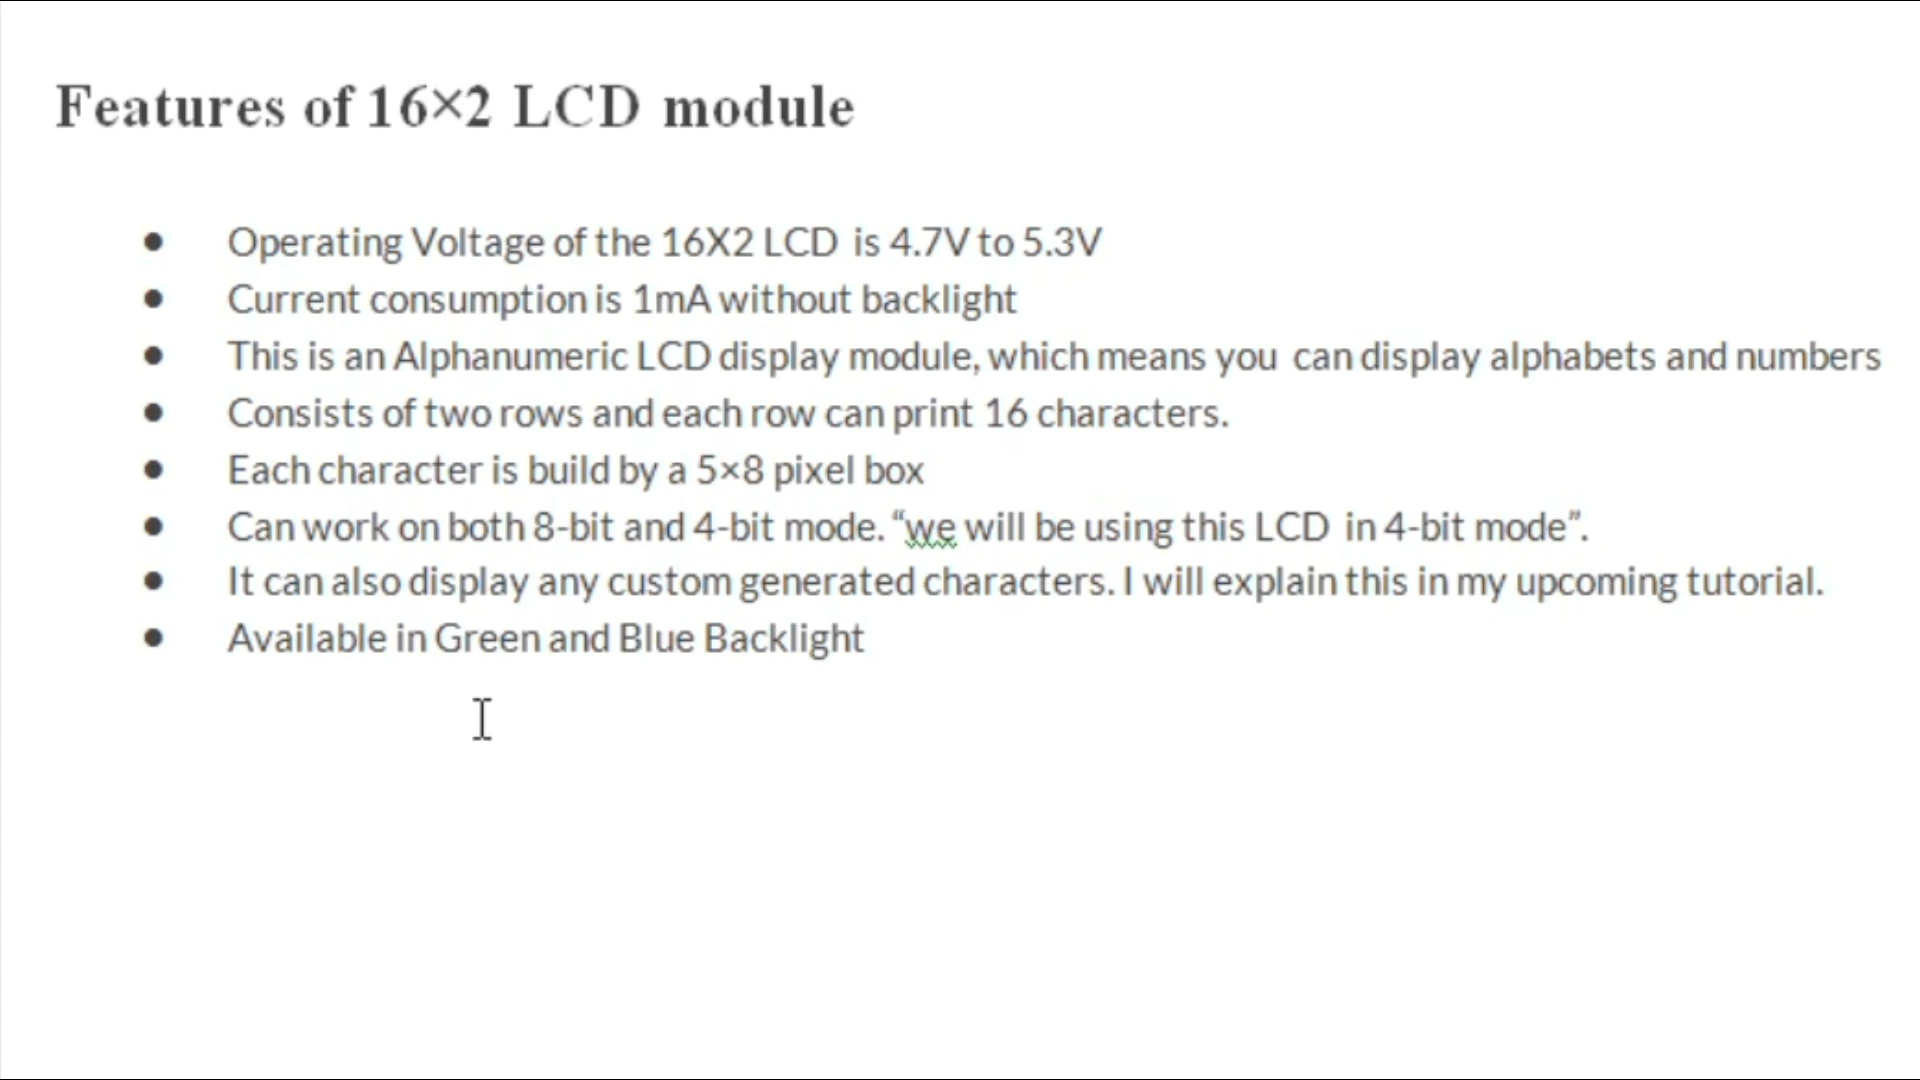 Features of 16×2 LCD module
● Operating Voltage of the 16X2 LCD is 4.7V to 5.3V
● Current consumption is 1mA without backlight
● This is an Alphanumeric LCD display module, which means you can display alphabets and numbers
● Consists of two rows and each row can print 16 characters.
● Each character is build by a 5×8 pixel box
● Can work on both 8-bit and 4-bit mode. “we will be using this LCD in 4-bit mode”.
● It can also display any custom generated characters. I will explain this in my upcoming tutorial.
● Available in Green and Blue Backlight